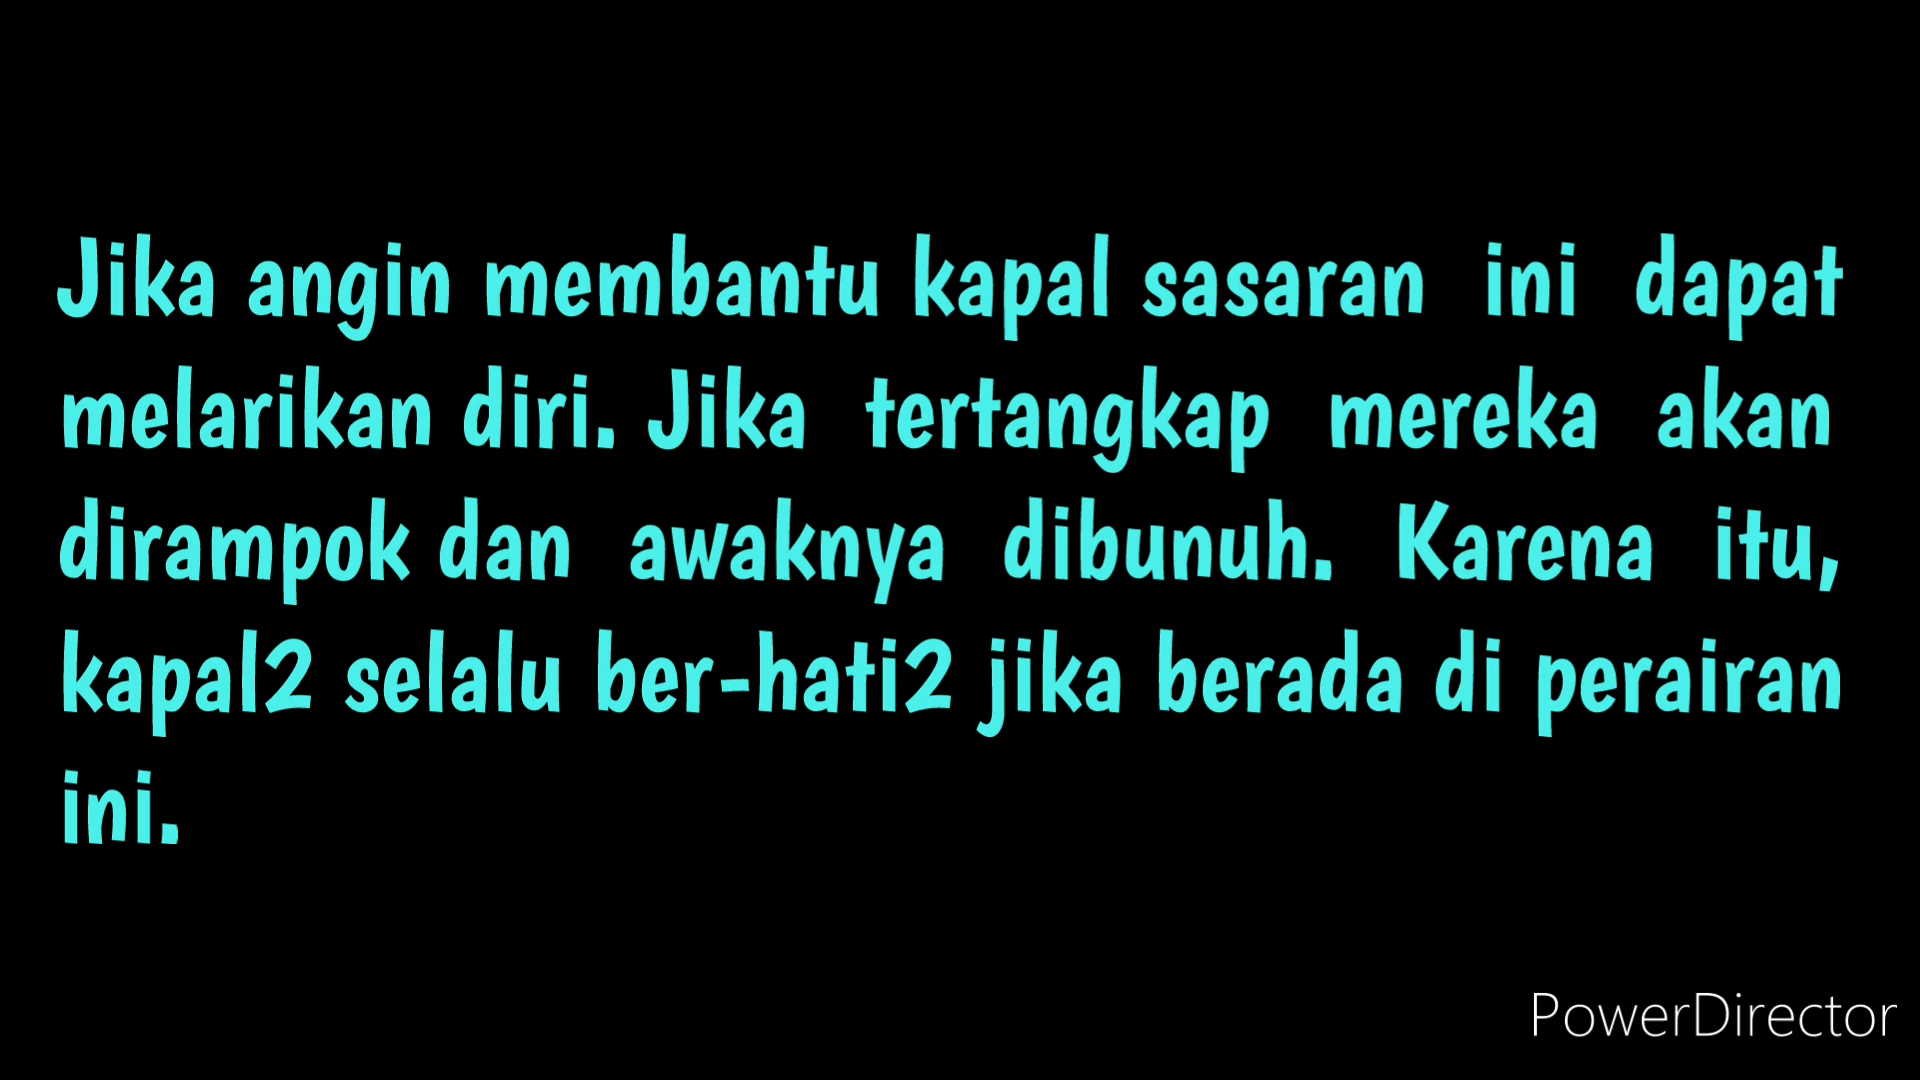 Jika angin membantu kapal sasaran ini dapat
melarikan diri. Jika tertangkap mereka akan
dirampok dan awaknya dibunuh. Karena itu,
kapal2 selalu ber-hati2 jika berada di perairan
ini.
PowerDirector